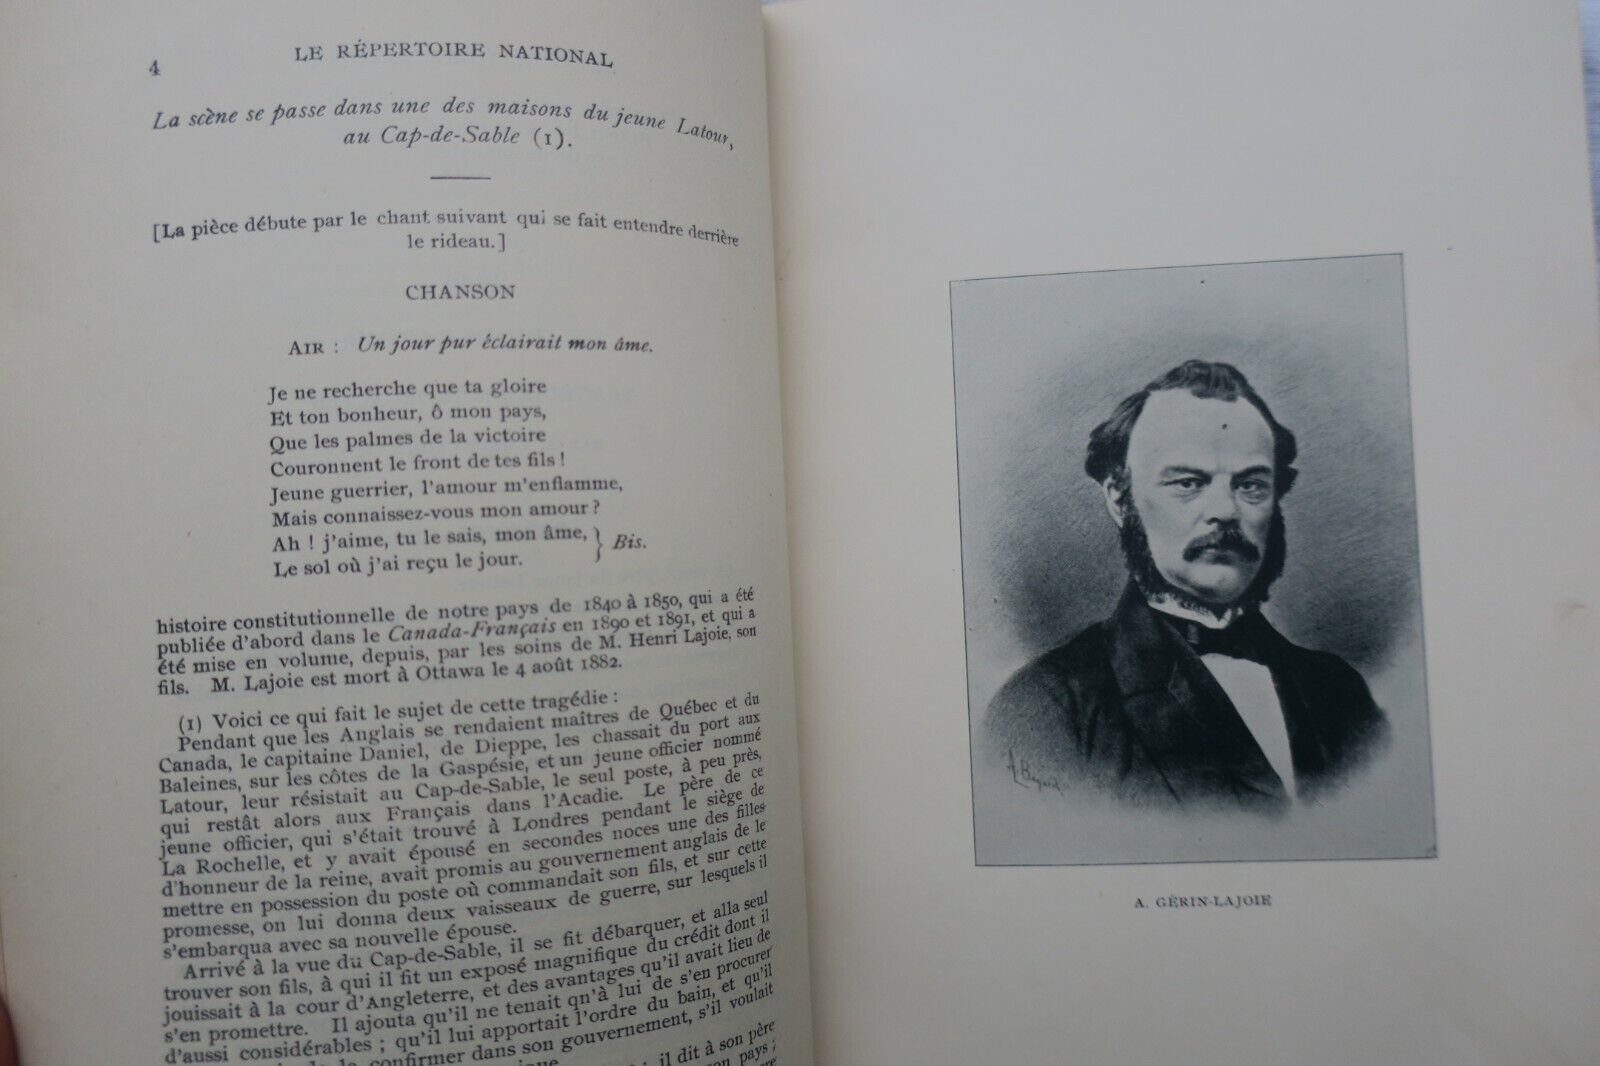 4
LE RÉPERTOIRE NATIONAL
La scène se passe dans une des maisons du jeune Latour,
au Cap-de-Sable (1).
[La pièce débute par le chant suivant qui se fait entendre derrière
le rideau.]
CHANSON
AIR : Un jour pur éclairait mon âme.
Je ne recherche que ta gloire
Et ton bonheur, ô mon pays,
Que les palmes de la victoire
Couronnent le front de tes fils !
Jeune guerrier, l'amour m'enflamme,
Mais connaissez-vous mon amour ?
Ah ! j'aime, tu le sais, mon âme, } Bis.
Le sol où j'ai reçu le jour.
histoire constitutionnelle de notre pays de 1840 à 1850, qui a été
publiée d'abord dans le Canada-Français en 1890 et 1891, et qui a
été mise en volume, depuis, par les soins de M. Henri Lajoie, son
fils. M. Lajoie est mort à Ottawa le 4 août 1882.
(1) Voici ce qui fait le sujet de cette tragédie :
Pendant que les Anglais se rendaient maîtres de Québec et du
Canada, le capitaine Daniel, de Dieppe, les chassait du port aux
Baleines, sur les côtes de la Gaspésie, et un jeune officier nommé
Latour, leur résistait au Cap-de-Sable, le seul poste, à peu près,
qui restât alors aux Français dans l'Acadie. Le père de ce
jeune officier, qui s'était trouvé à Londres pendant le siège de
La Rochelle, et y avait épousé en secondes noces une des filles
d'honneur de la reine, avait promis au gouvernement anglais de le
mettre en possession du poste où commandait son fils, et sur cette
promesse, on lui donna deux vaisseaux de guerre, sur lesquels il
s'embarqua avec sa nouvelle épouse.
Arrivé à la vue du Cap-de-Sable, il se fit débarquer, et alla seul
trouver son fils, à qui il fit un exposé magnifique du crédit dont il
jouissait à la cour d'Angleterre, et des avantages qu'il avait lieu de
s'en promettre. Il ajouta qu'il ne tenait qu'à lui de s'en procurer
d'aussi considérables ; qu'il lui apportait l'ordre du bain, et qu'il
confirmer dans son gouvernement, s'il voulait
; il dit à son père
son pays ;
A. GÉRIN-LAJOIE